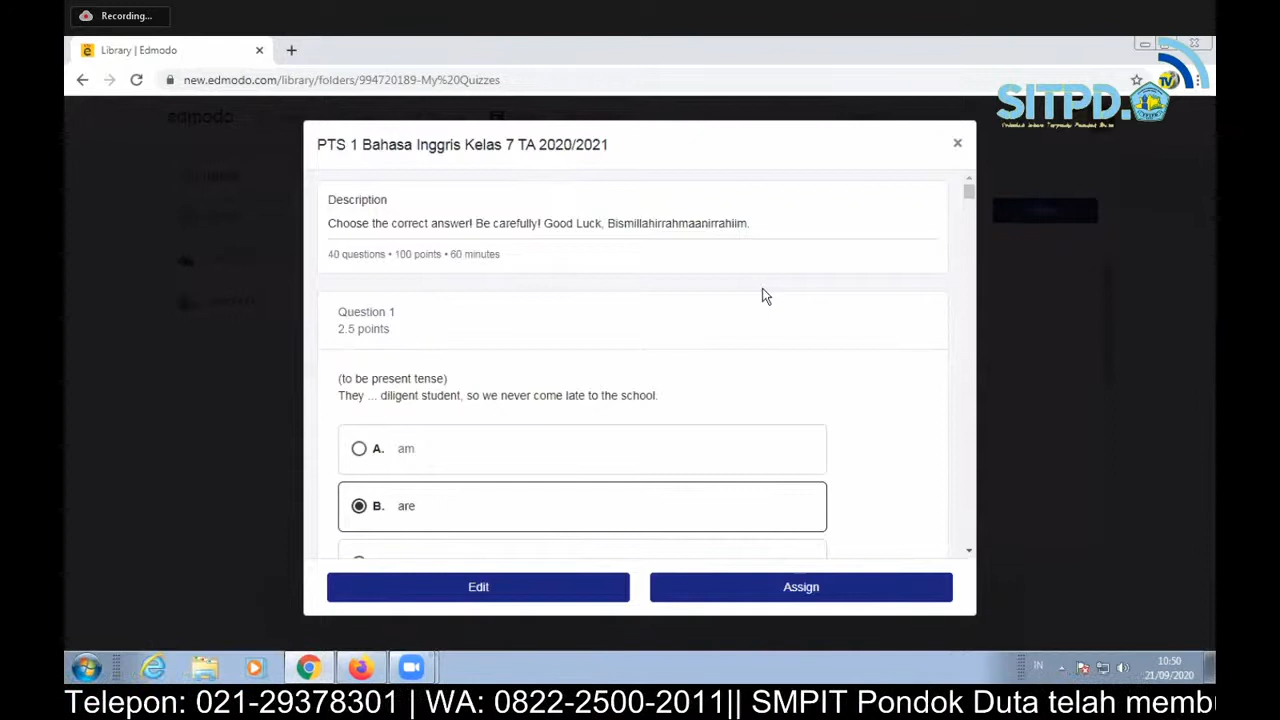 Recording...
Library | Edmodo
new.edmodo.com/library/folders/994720189-My%20Quizzes
TV
SITPD.
edmodo
PTS 1 Bahasa Inggris Kelas 7 TA 2020/2021
Description
Choose the correct answer! Be carefully! Good Luck, Bismillahirrahmaanirrahiim.
40 questions • 100 points • 60 minutes
Question 1
2.5 points
(to be present tense)
They ... diligent student, so we never come late to the school.
A. am
B. are
Edit
Assign
IN
10:50
21/09/2020
Telepon: 021-29378301 | WA: 0822-2500-2011|| SMPIT Pondok Duta telah memb